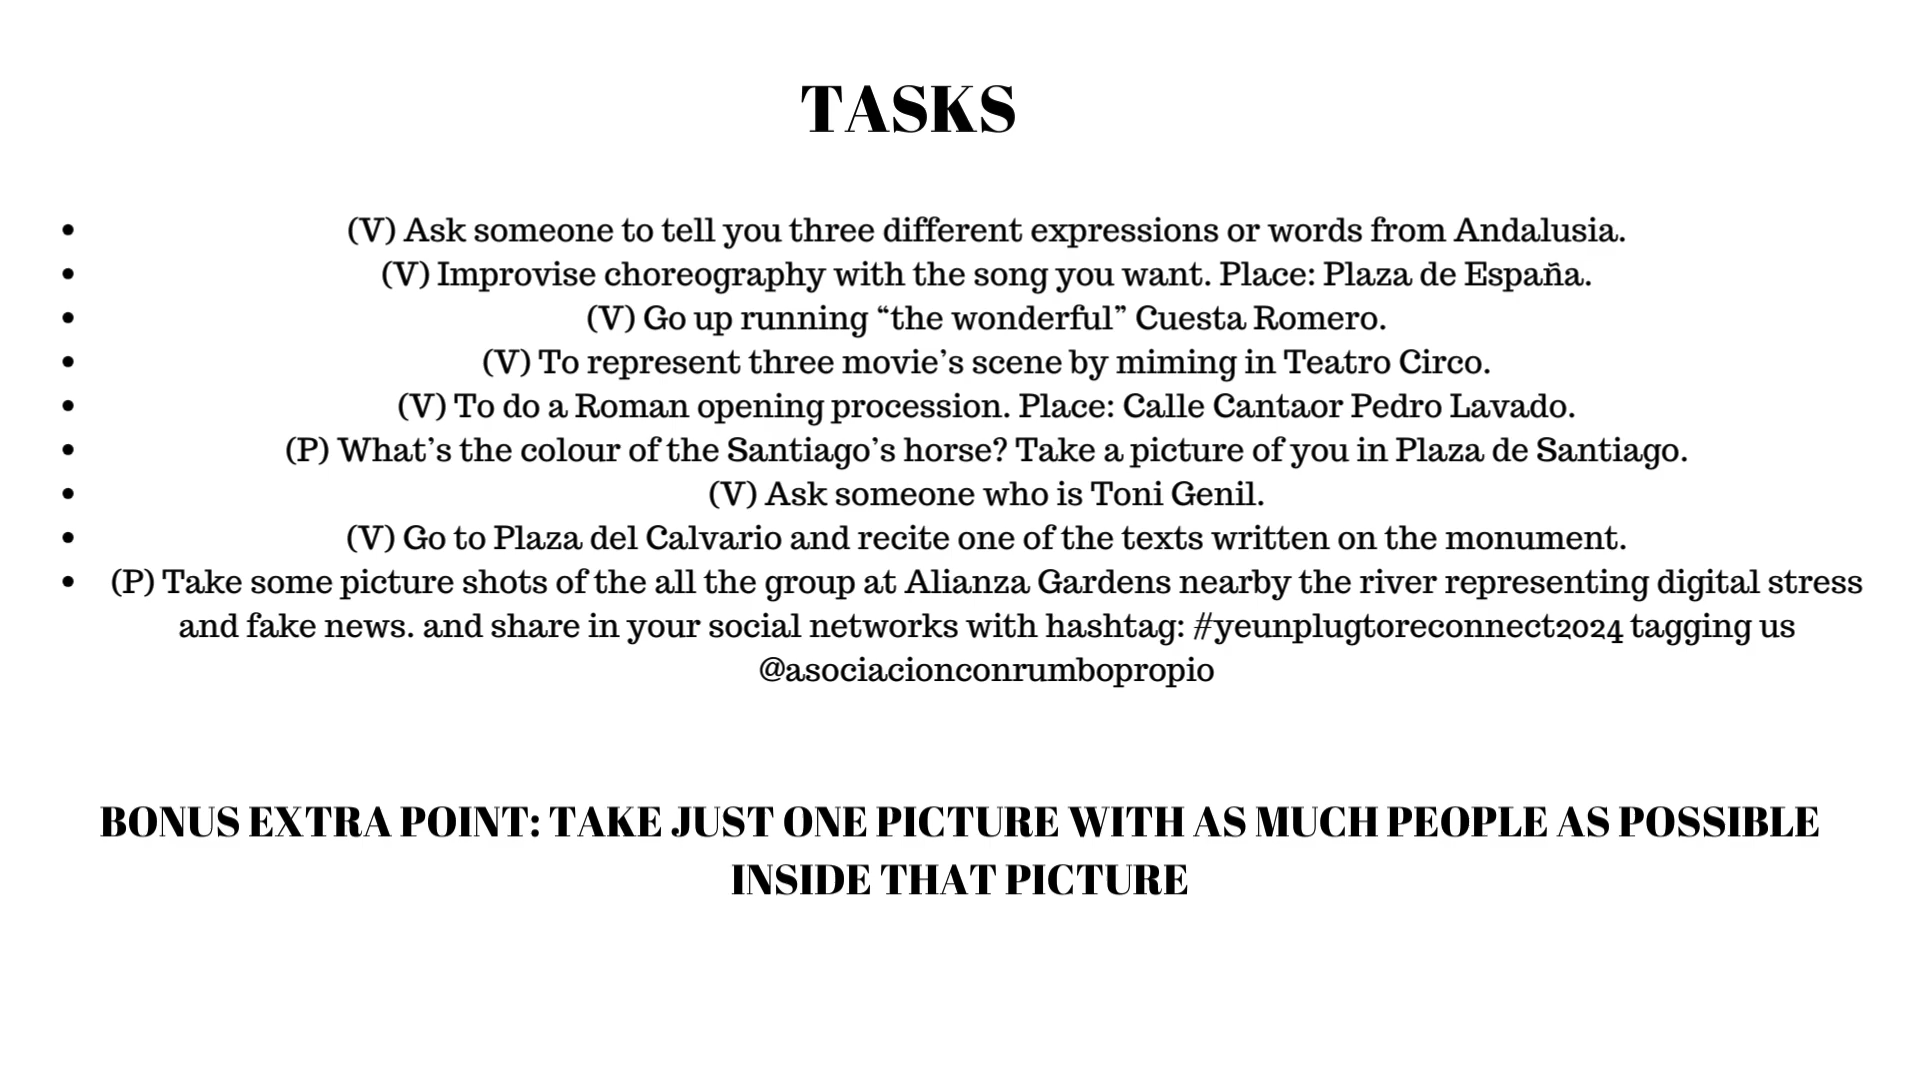 TASKS
• (V) Ask someone to tell you three different expressions or words from Andalusia.
• (V) Improvise choreography with the song you want. Place: Plaza de España.
• (V) Go up running “the wonderful” Cuesta Romero.
• (V) To represent three movie’s scene by miming in Teatro Circo.
• (V) To do a Roman opening procession. Place: Calle Cantaor Pedro Lavado.
• (P) What’s the colour of the Santiago’s horse? Take a picture of you in Plaza de Santiago.
• (V) Ask someone who is Toni Genil.
• (V) Go to Plaza del Calvario and recite one of the texts written on the monument.
• (P) Take some picture shots of the all the group at Alianza Gardens nearby the river representing digital stress
and fake news. and share in your social networks with hashtag: #yeunplugtoreconnect2024 tagging us
@asociacionconrumbopropio
BONUS EXTRA POINT: TAKE JUST ONE PICTURE WITH AS MUCH PEOPLE AS POSSIBLE
INSIDE THAT PICTURE